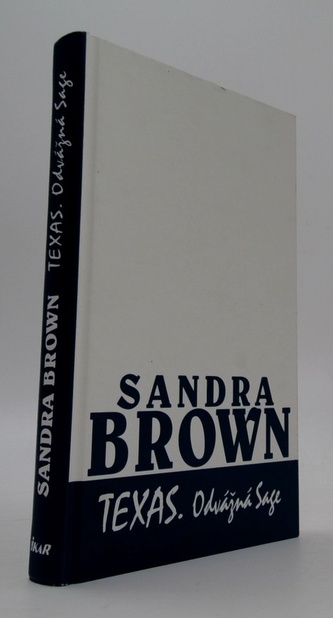 SANDRA
BROWN
TEXAS. Odvážná Sage
SANDRA BROWN TEXAS. Odvážná Sage
IKAR